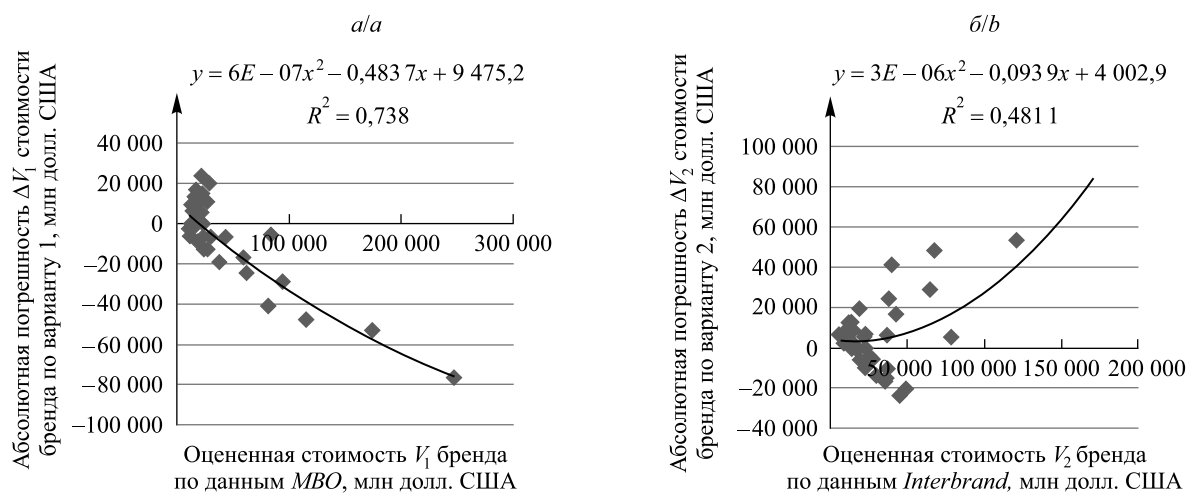 а/a
y = 6E – 07x² – 0,483 7x + 9 475,2
R² = 0,738
Абсолютная погрешность ΔV₁ стоимости
бренда по варианту 1, млн долл. США
40 000
20 000
0
–20 000
–40 000
–60 000
–80 000
–100 000
100 000
200 000
300 000
Оцененная стоимость V₁ бренда
по данным MBO, млн долл. США
б/b
y = 3E – 06x² – 0,093 9x + 4 002,9
R² = 0,481 1
Абсолютная погрешность ΔV₂ стоимости
бренда по варианту 2, млн долл. США
100 000
80 000
60 000
40 000
20 000
0
–20 000
–40 000
50 000
100 000
150 000
200 000
Оцененная стоимость V₂ бренда
по данным Interbrand, млн долл. США